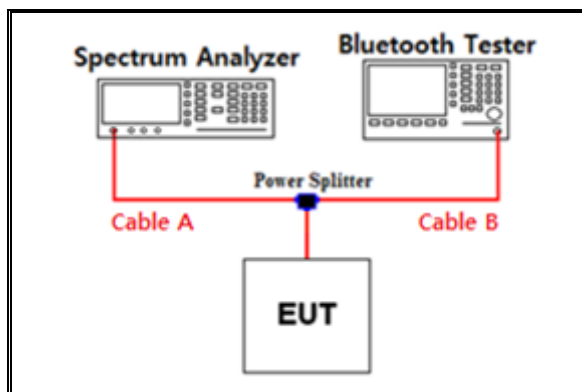 Spectrum Analyzer
Bluetooth Tester
Power Splitter
Cable A
Cable B
EUT